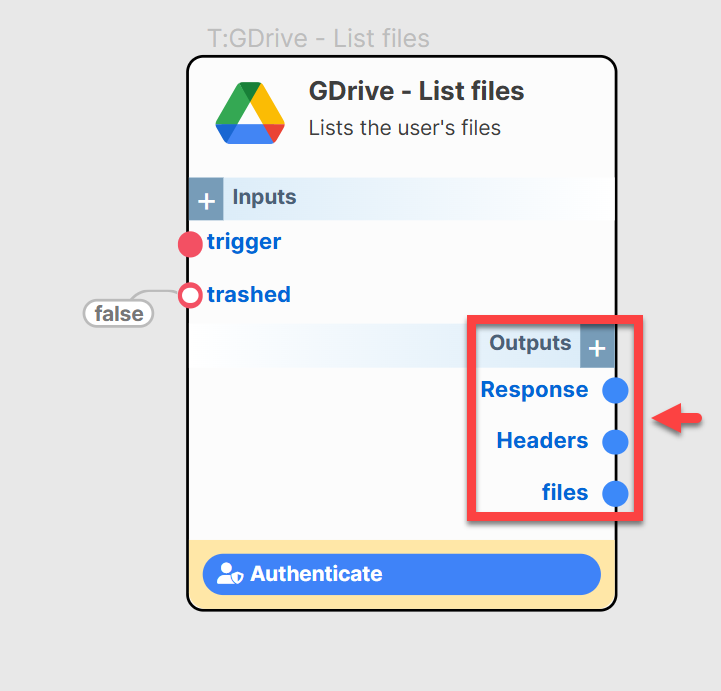 T:GDrive - List files
GDrive - List files
Lists the user's files
+ Inputs
trigger
trashed
false
Outputs +
Response
Headers
files
Authenticate